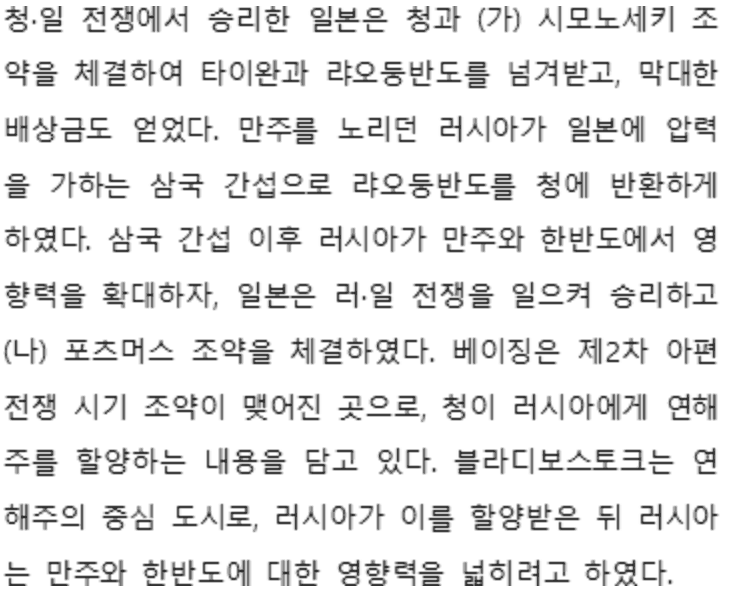 청·일 전쟁에서 승리한 일본은 청과 (가) 시모노세키 조
약을 체결하여 타이완과 랴오둥반도를 넘겨받고, 막대한
배상금도 얻었다. 만주를 노리던 러시아가 일본에 압력
을 가하는 삼국 간섭으로 랴오둥반도를 청에 반환하게
하였다. 삼국 간섭 이후 러시아가 만주와 한반도에서 영
향력을 확대하자, 일본은 러·일 전쟁을 일으켜 승리하고
(나) 포츠머스 조약을 체결하였다. 베이징은 제2차 아편
전쟁 시기 조약이 맺어진 곳으로, 청이 러시아에게 연해
주를 할양하는 내용을 담고 있다. 블라디보스토크는 연
해주의 중심 도시로, 러시아가 이를 할양받은 뒤 러시아
는 만주와 한반도에 대한 영향력을 넓히려고 하였다.